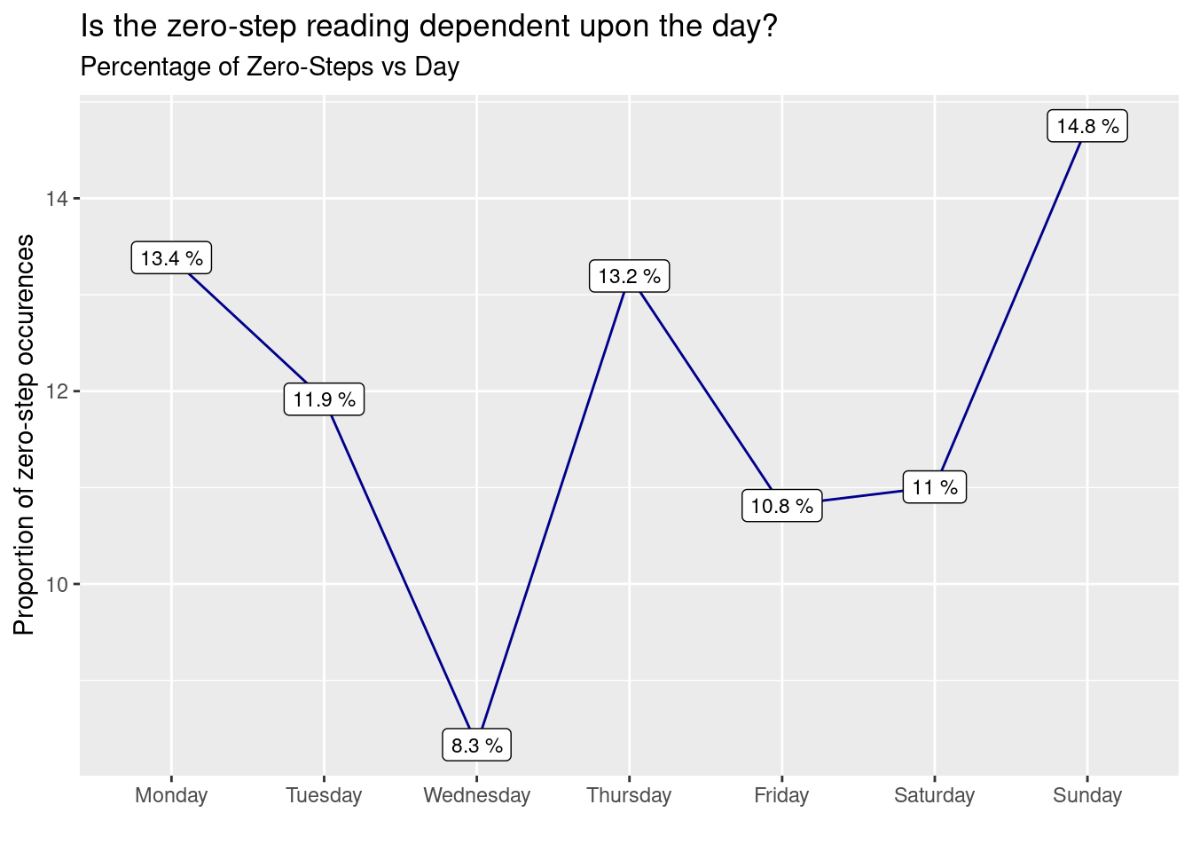 Is the zero-step reading dependent upon the day?
Percentage of Zero-Steps vs Day
Proportion of zero-step occurences
14
12
10
13.4 %
11.9 %
8.3 %
13.2 %
10.8 %
11 %
14.8 %
Monday Tuesday Wednesday Thursday Friday Saturday Sunday